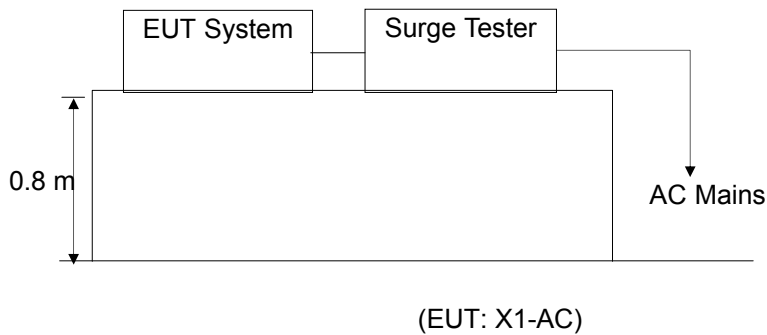 EUT System
Surge Tester
0.8 m
AC Mains
(EUT: X1-AC)